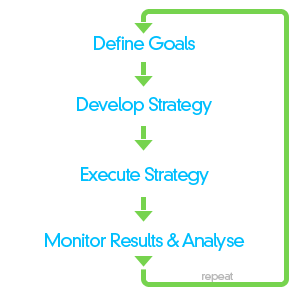 Define Goals
Develop Strategy
Execute Strategy
Monitor Results & Analyse
repeat